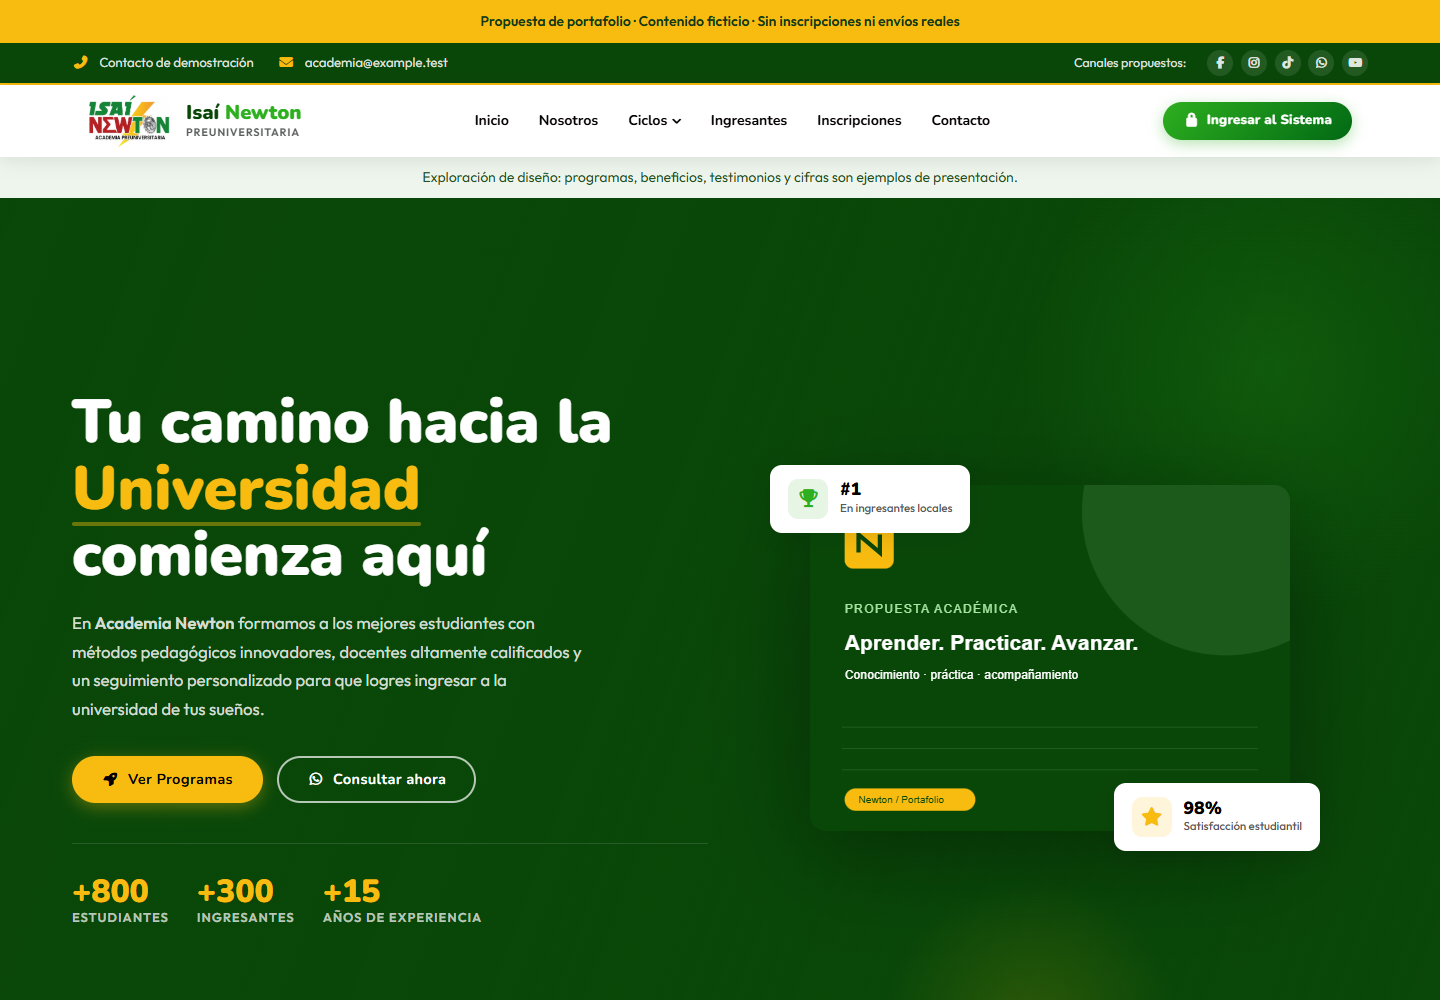 Propuesta de portafolio · Contenido ficticio · Sin inscripciones ni envíos reales
Contacto de demostración
academia@example.test
Canales propuestos:
ISAÍ
NEWTON
ACADEMIA PREUNIVERSITARIA
Isaí Newton
PREUNIVERSITARIA
Inicio
Nosotros
Ciclos
Ingresantes
Inscripciones
Contacto
Ingresar al Sistema
Exploración de diseño: programas, beneficios, testimonios y cifras son ejemplos de presentación.
Tu camino hacia la
Universidad
comienza aquí
En Academia Newton formamos a los mejores estudiantes con
métodos pedagógicos innovadores, docentes altamente calificados y
un seguimiento personalizado para que logres ingresar a la
universidad de tus sueños.
Ver Programas
Consultar ahora
+800
ESTUDIANTES
+300
INGRESANTES
+15
AÑOS DE EXPERIENCIA
#1
En ingresantes locales
N
PROPUESTA ACADÉMICA
Aprender. Practicar. Avanzar.
Conocimiento · práctica · acompañamiento
Newton / Portafolio
98%
Satisfacción estudiantil